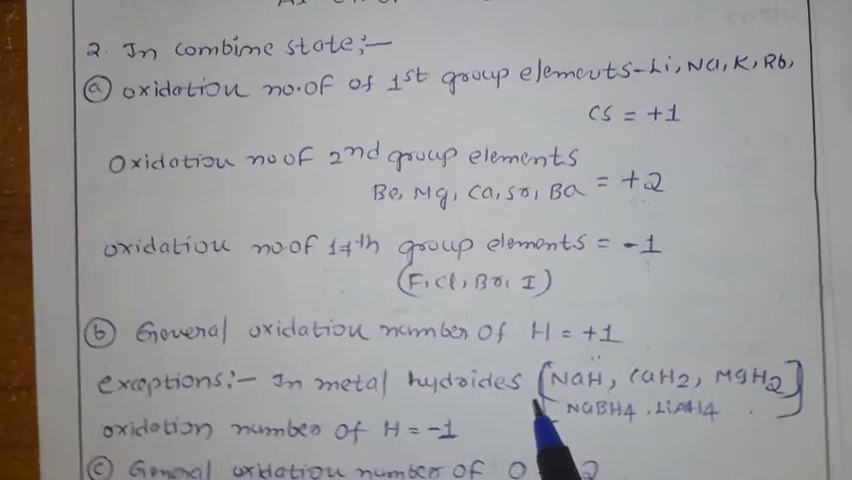 2. In combine state;-
(a) oxidation no.of of 1st group elements-Li, Na, K, Rb,
Cs = +1
Oxidation no of 2nd group elements
Be, Mg, Ca, Sr, Ba = +2
oxidation no.of 17th group elements = -1
(F, Cl, Br, I)
(b) General oxidation number of H = +1
exceptions:- In metal hydrides [NaH, CaH2, MgH2]
NaBH4, LiAlH4
oxidation number of H = -1
(c) General oxidation number of O 2